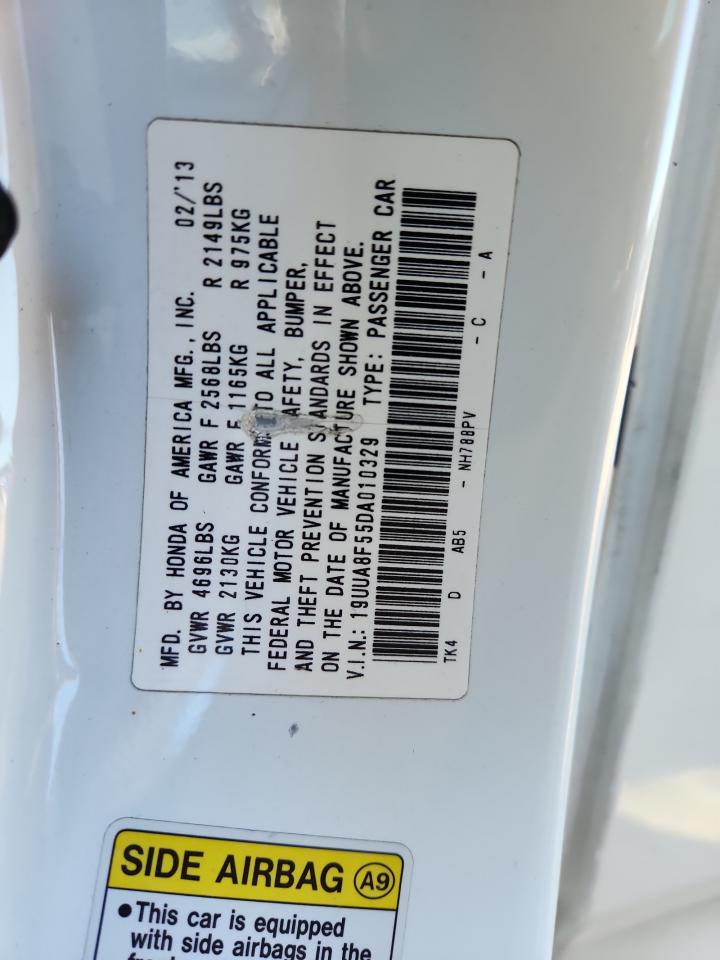 MFD. BY HONDA OF AMERICA MFG., INC. 02/'13
GVWR 4696LBS GAWR F 2568LBS R 2149LBS
GVWR 2130KG GAWR F 1165KG R 975KG
THIS VEHICLE CONFORM TO ALL APPLICABLE
FEDERAL MOTOR VEHICLE SAFETY, BUMPER,
AND THEFT PREVENTION STANDARDS IN EFFECT
ON THE DATE OF MANUFACTURE SHOWN ABOVE.
V.I.N.: 19UUA8F55DA010329 TYPE: PASSENGER CAR
TK4 D AB5 - NH788PV - C - A
SIDE AIRBAG A9
•This car is equipped
with side airbags in the